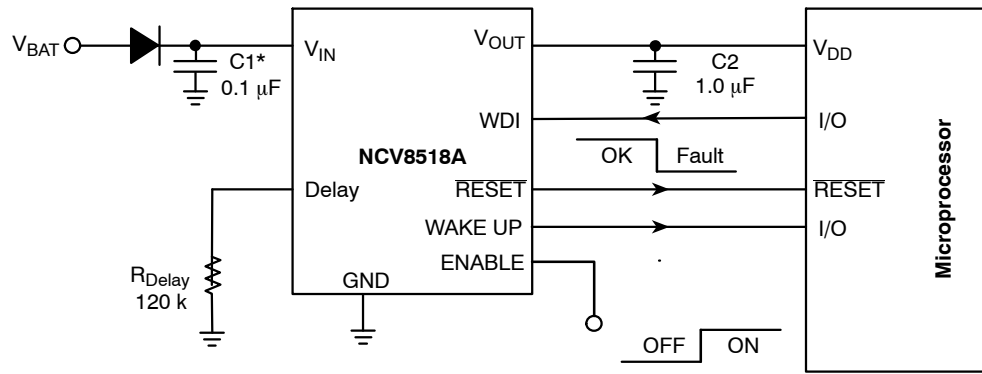 V_BAT
C1*
0.1 μF
V_IN
V_OUT
C2
1.0 μF
V_DD
WDI
I/O
NCV8518A
OK
Fault
Delay
RESET
RESET
WAKE UP
I/O
ENABLE
R_Delay
120 k
GND
OFF
ON
Microprocessor